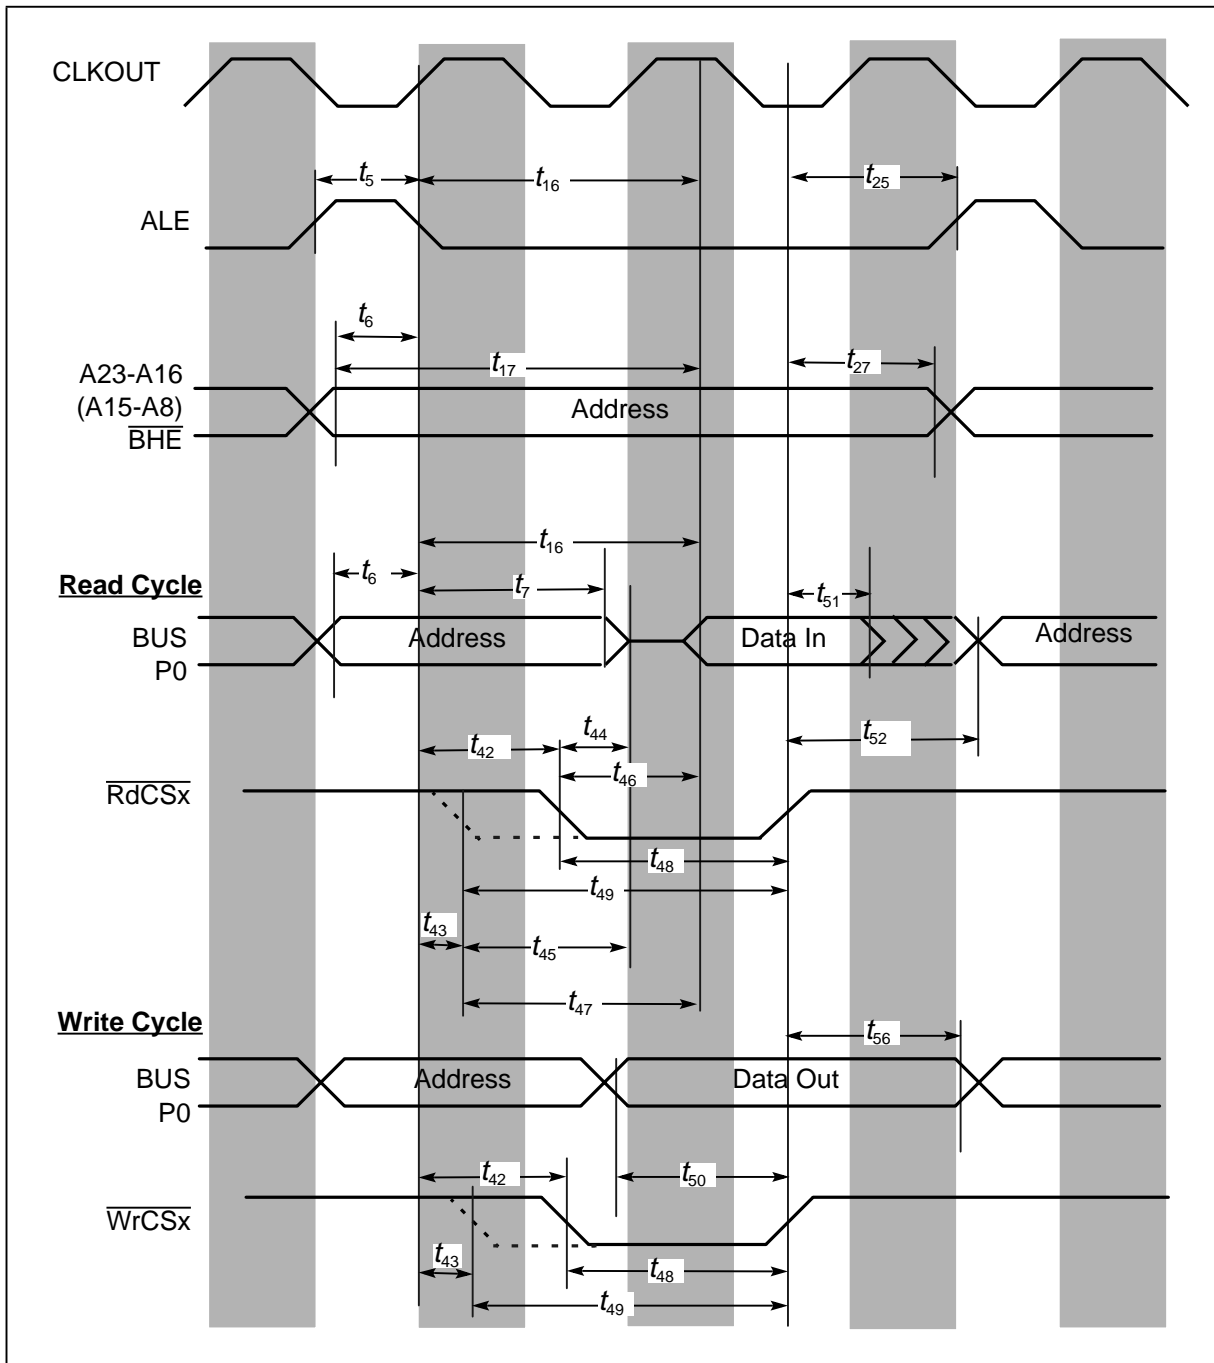 CLKOUT
t5
t16
t25
ALE
t6
t17
t27
A23-A16
(A15-A8)
BHE
Address
t16
t6
t7
t51
Read Cycle
BUS
P0
Address
Data In
Address
t44
t42
t52
t46
RdCSx
t48
t49
t43
t45
t47
Write Cycle
t56
BUS
P0
Address
Data Out
t42
t50
WrCSx
t43
t48
t49